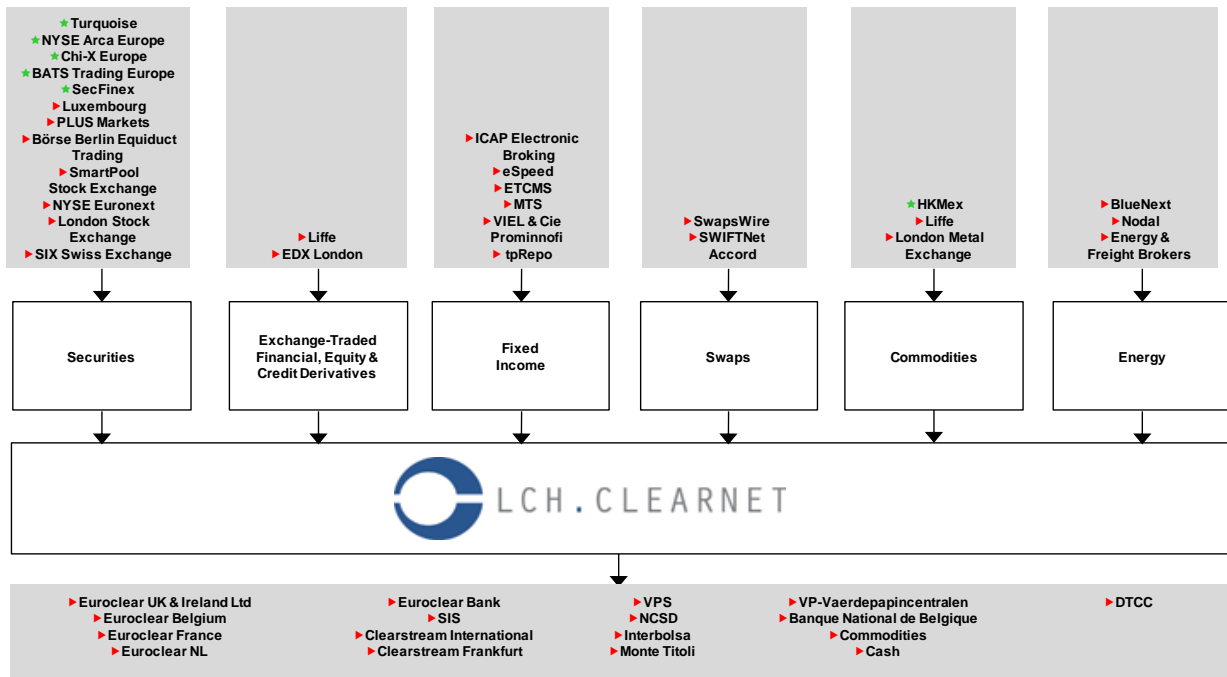 Turquoise
NYSE Arca Europe
Chi-X Europe
BATS Trading Europe
SecFinex
Luxembourg
PLUS Markets
Börse Berlin Equiduct
Trading
SmartPool
Stock Exchange
NYSE Euronext
London Stock
Exchange
SIX Swiss Exchange
Liffe
EDX London
ICAP Electronic
Broking
eSpeed
ETCMS
MTS
VIEL & Cie
Prominnofi
tpRepo
SwapsWire
SWIFTNet
Accord
HKMex
Liffe
London Metal
Exchange
BlueNext
Nodal
Energy &
Freight Brokers
Securities
Exchange-Traded
Financial, Equity &
Credit Derivatives
Fixed
Income
Swaps
Commodities
Energy
LCH.CLEARNET
Euroclear UK & Ireland Ltd
Euroclear Belgium
Euroclear France
Euroclear NL
Euroclear Bank
SIS
Clearstream International
Clearstream Frankfurt
VPS
NCSD
Interbolsa
Monte Titoli
VP-Vaerdepapincentralen
Banque National de Belgique
Commodities
Cash
DTCC